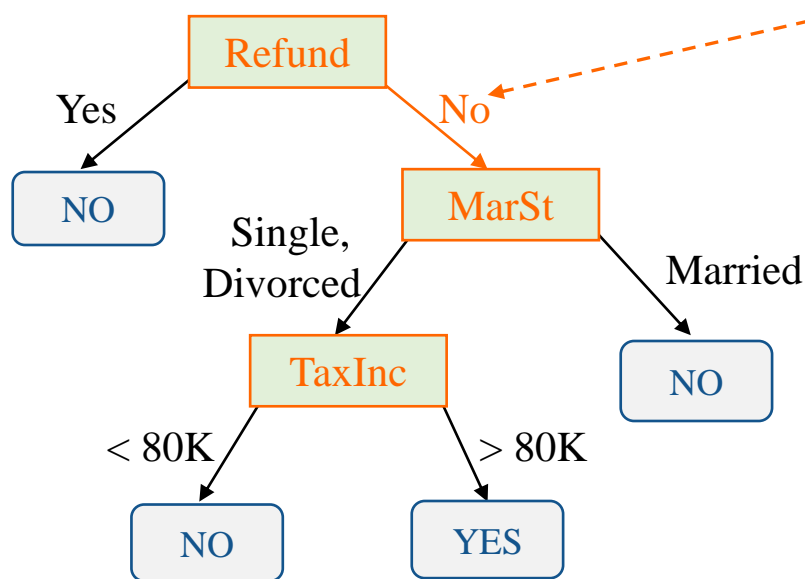 Refund
Yes
No
NO
MarSt
Single,
Divorced
Married
TaxInc
NO
< 80K
> 80K
NO
YES